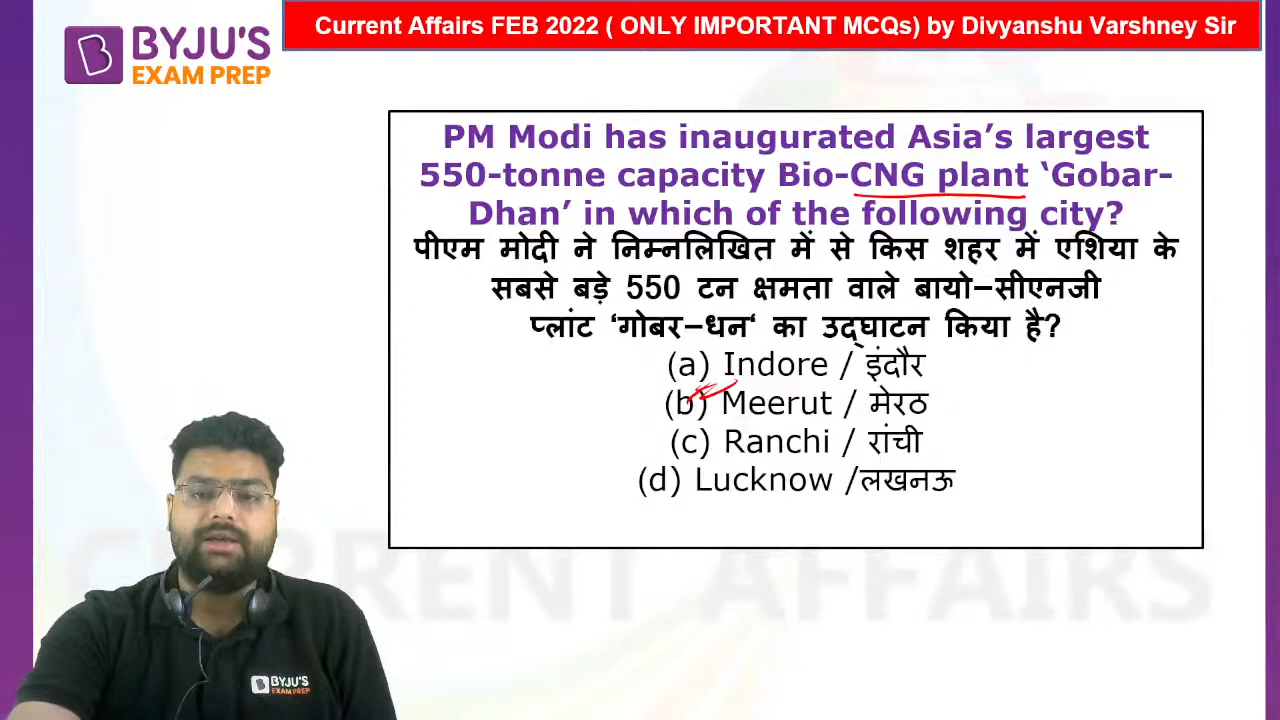 Current Affairs FEB 2022 ( ONLY IMPORTANT MCQs) by Divyanshu Varshney Sir
BYJU'S
EXAM PREP
PM Modi has inaugurated Asia’s largest
550-tonne capacity Bio-CNG plant ‘Gobar-
Dhan’ in which of the following city?
पीएम मोदी ने निम्नलिखित में से किस शहर में एशिया के
सबसे बड़े 550 टन क्षमता वाले बायो–सीएनजी
प्लांट ‘गोबर–धन‘ का उद्घाटन किया है?
(a) Indore / इंदौर
(b) Meerut / मेरठ
(c) Ranchi / रांची
(d) Lucknow /लखनऊ
CURRENT AFFAIRS
BYJU'S
EXAM PREP